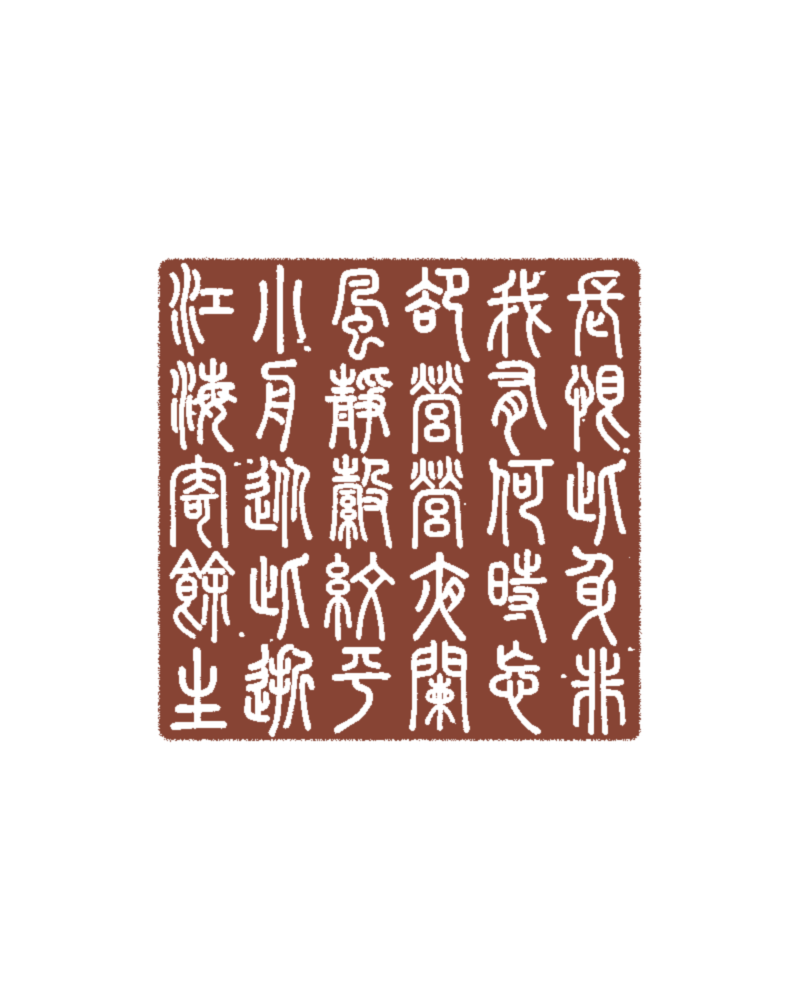 長恨此身非
我有何時忘
卻營營夜闌
風靜縠紋平
小舟從此逝
江海寄餘生